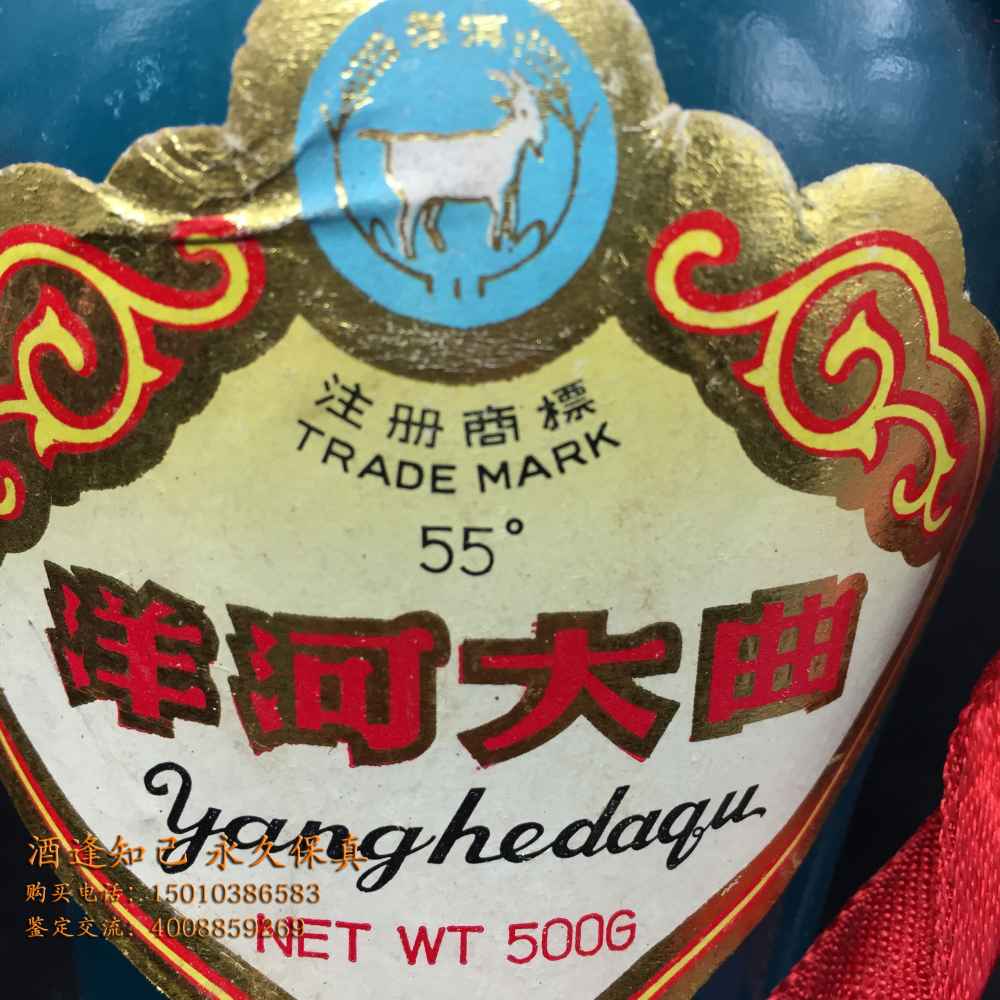 洋河
注册商標
TRADE MARK
55°
洋河大曲
Yanghedaqu
NET WT 500G
酒逢知己 永久保真
购买电话：15010386583
鉴定交流：4008859869